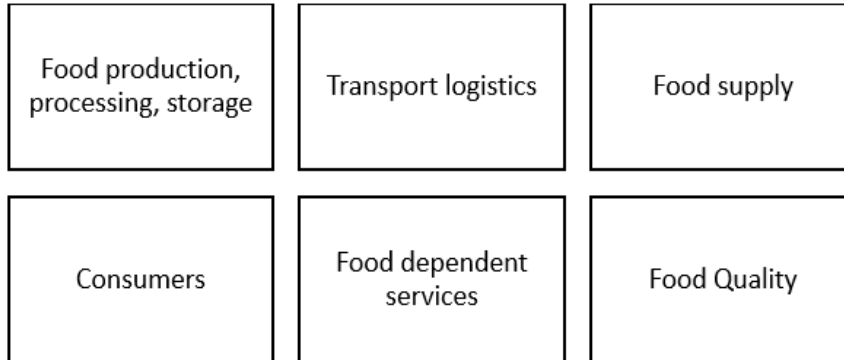 Food production,
processing, storage
Transport logistics
Food supply
Consumers
Food dependent
services
Food Quality